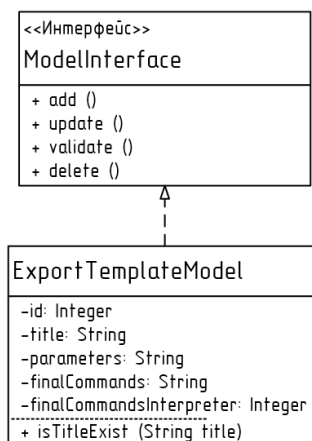 <<Интерфейс>>
ModelInterface
+ add ()
+ update ()
+ validate ()
+ delete ()
ExportTemplateModel
-id: Integer
-title: String
-parameters: String
-finalCommands: String
-finalCommandsInterpreter: Integer
+ isTitleExist (String title)